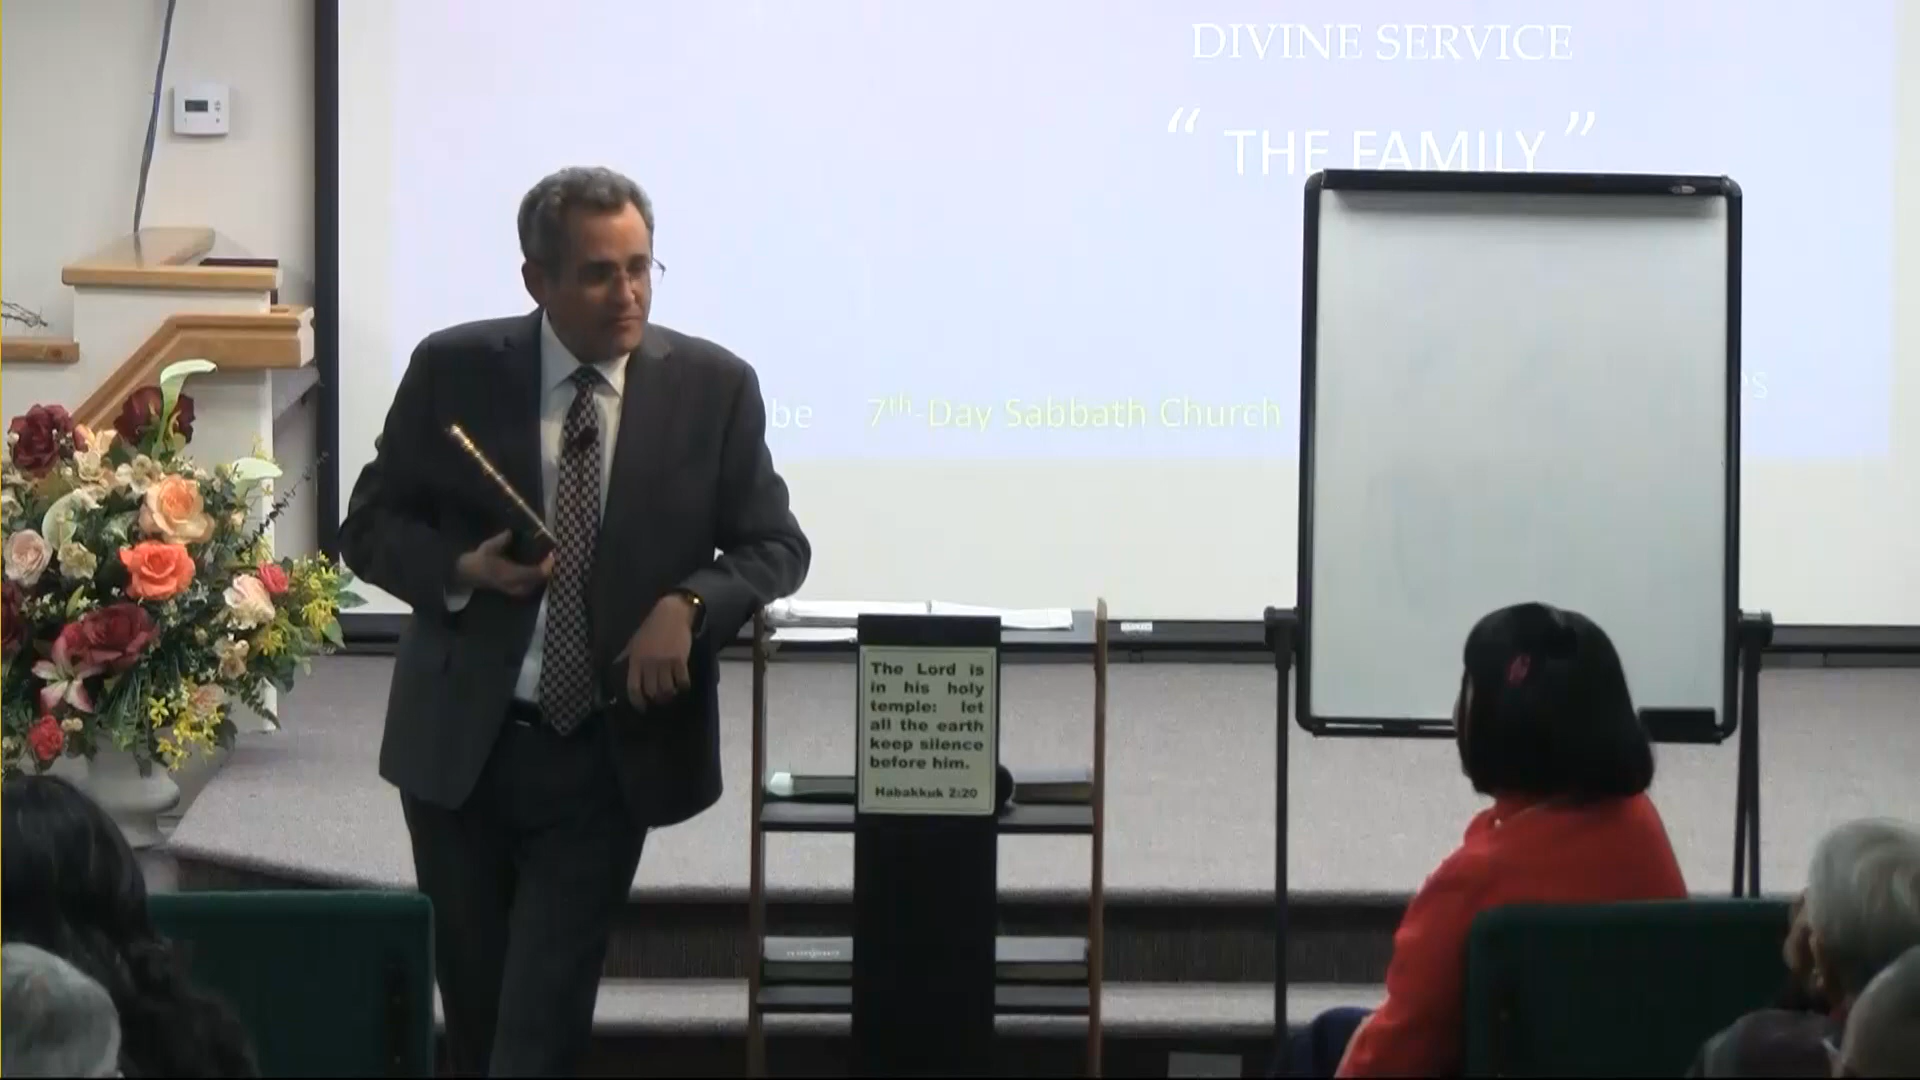 DIVINE SERVICE
“ THE FAMILY ”
be 7th-Day Sabbath Church
The Lord is
in his holy
temple: let
all the earth
keep silence
before him.
Habakkuk 2:20